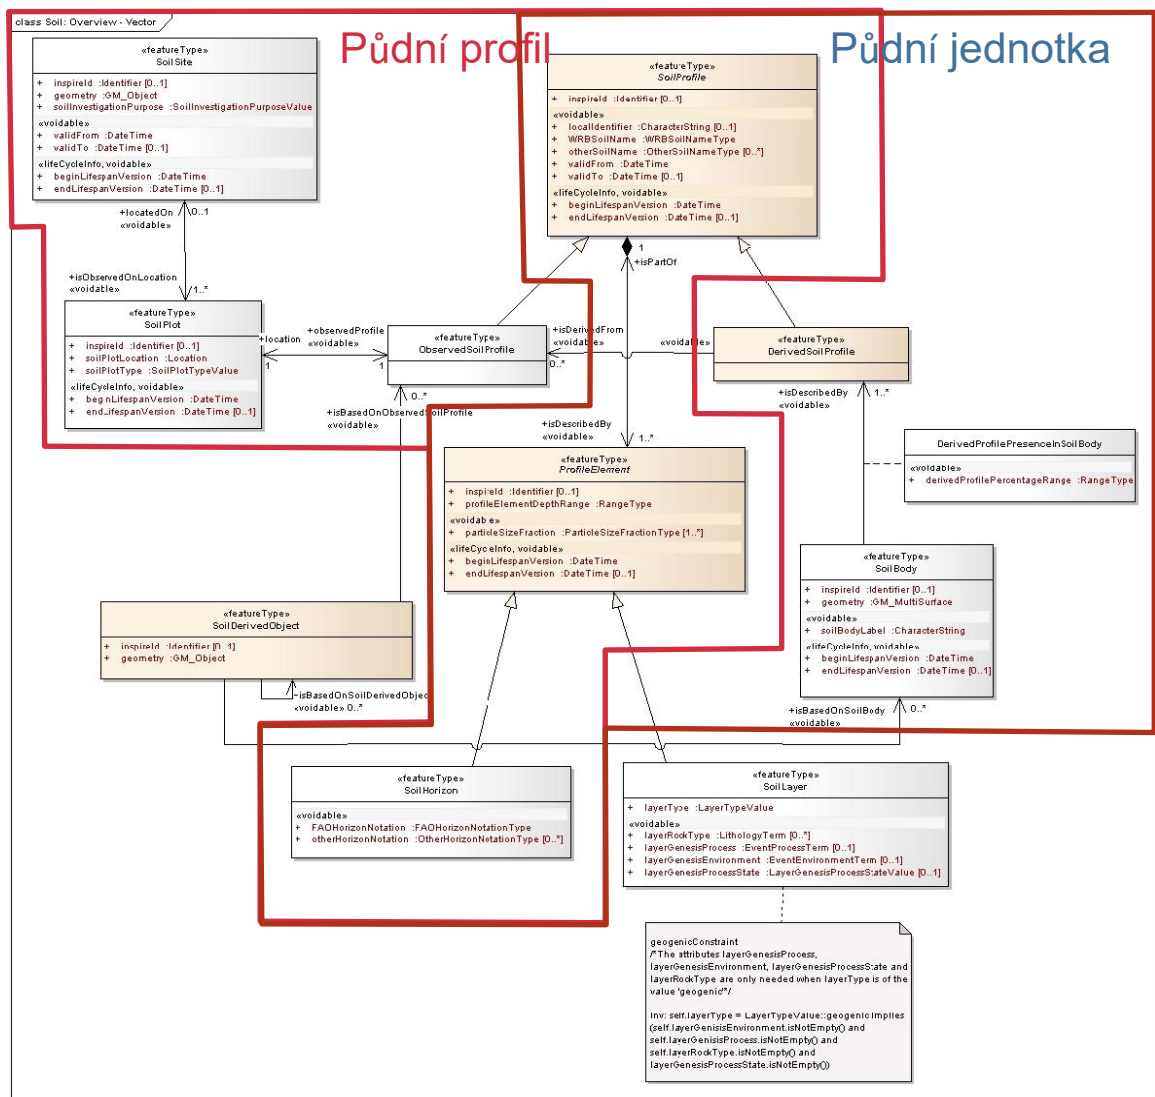 class Soil: Overview - Vector
Půdní profil
Půdní jednotka
«featureType»
SoilSite
+ inspireId :Identifier [0..1]
+ geometry :GM_Object
+ soilInvestigationPurpose :SoilInvestigationPurposeValue
«voidable»
+ validFrom :DateTime
+ validTo :DateTime [0..1]
«lifeCycleInfo, voidable»
+ beginLifespanVersion :DateTime
+ endLifespanVersion :DateTime [0..1]
«featureType»
SoilProfile
+ inspireId :Identifier [0..1]
«voidable»
+ localIdentifier :CharacterString [0..1]
+ WRBSoilName :WRBSoilNameType
+ otherSoilName :OtherSoilNameType [0..*]
+ validFrom :DateTime
+ validTo :DateTime [0..1]
«lifeCycleInfo, voidable»
+ beginLifespanVersion :DateTime
+ endLifespanVersion :DateTime [0..1]
+locatedOn
«voidable»
0..1
1
+isPartOf
+isObservedOnLocation
«voidable»
1..*
«featureType»
SoilPlot
+ inspireId :Identifier [0..1]
+ soilPlotLocation :Location
+ soilPlotType :SoilPlotTypeValue
«lifeCycleInfo, voidable»
+ beginLifespanVersion :DateTime
+ endLifespanVersion :DateTime [0..1]
+location
1
+observedProfile
«voidable»
1
«featureType»
ObservedSoilProfile
+isDerivedFrom
«voidable»
0..*
«voidable»
«featureType»
DerivedSoilProfile
0..*
+isBasedOnObservedSoilProfile
«voidable»
+isDescribedBy
«voidable»
1..*
+isDescribedBy
«voidable»
1..*
DerivedProfilePresenceInSoilBody
«voidable»
+ derivedProfilePercentageRange :RangeType
«featureType»
ProfileElement
+ inspireId :Identifier [0..1]
+ profileElementDepthRange :RangeType
«voidable»
+ particleSizeFraction :ParticleSizeFractionType [1..*]
«lifeCycleInfo, voidable»
+ beginLifespanVersion :DateTime
+ endLifespanVersion :DateTime [0..1]
«featureType»
SoilBody
+ inspireId :Identifier [0..1]
+ geometry :GM_MultiSurface
«voidable»
+ soilBodyLabel :CharacterString
«lifeCycleInfo, voidable»
+ beginLifespanVersion :DateTime
+ endLifespanVersion :DateTime [0..1]
«featureType»
SoilDerivedObject
+ inspireId :Identifier [0..1]
+ geometry :GM_Object
+isBasedOnSoilDerivedObject
«voidable» 0..*
+isBasedOnSoilBody
«voidable»
0..*
«featureType»
SoilHorizon
«voidable»
+ FAOHorizonNotation :FAOHorizonNotationType
+ otherHorizonNotation :OtherHorizonNotationType [0..*]
«featureType»
SoilLayer
+ layerType :LayerTypeValue
«voidable»
+ layerRockType :LithologyTerm [0..*]
+ layerGenesisProcess :EventProcessTerm [0..1]
+ layerGenesisEnvironment :EventEnvironmentTerm [0..1]
+ layerGenesisProcessState :LayerGenesisProcessStateValue [0..1]
geogenicConstraint
/*The attributes layerGenesisProcess,
layerGenesisEnvironment, layerGenesisProcessState and
layerRockType are only needed when layerType is of the
value 'geogenic'*/
Inv: self.layerType = LayerTypeValue::geogenic implies
(self.layerGenisisEnvironment.isNotEmpty() and
self.layerGenisisProcess.isNotEmpty() and
self.layerRockType.isNotEmpty() and
layerGenesisProcessState.isNotEmpty())